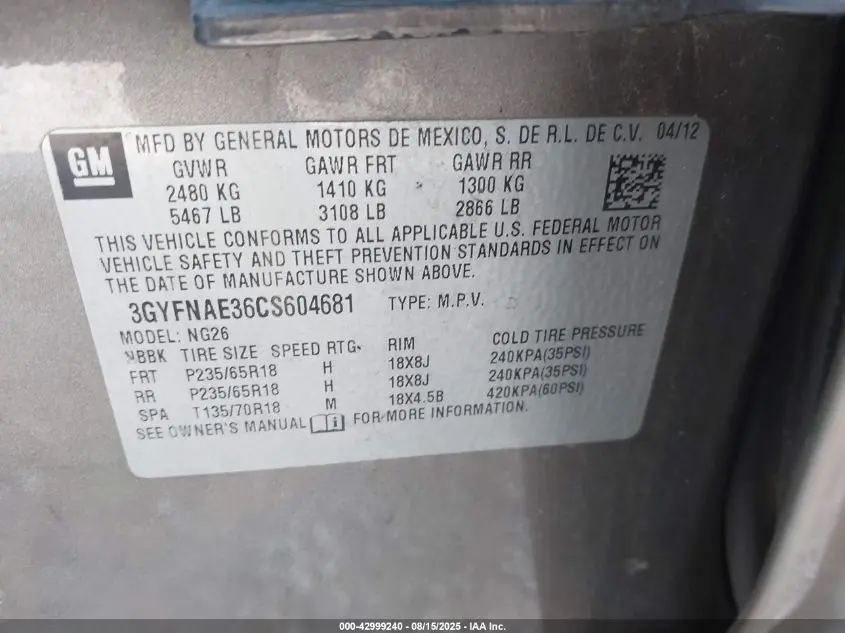 GM
MFD BY GENERAL MOTORS DE MEXICO, S. DE R.L. DE C.V. 04/12
GVWR GAWR FRT GAWR RR
2480 KG 1410 KG 1300 KG
5467 LB 3108 LB 2866 LB
THIS VEHICLE CONFORMS TO ALL APPLICABLE U.S. FEDERAL MOTOR
VEHICLE SAFETY AND THEFT PREVENTION STANDARDS IN EFFECT ON
THE DATE OF MANUFACTURE SHOWN ABOVE.
3GYFNAE36CS604681 TYPE: M.P.V.
MODEL: NG26
NBBK TIRE SIZE SPEED RTG RIM COLD TIRE PRESSURE
FRT P235/65R18 H 18X8J 240KPA(35PSI)
RR P235/65R18 H 18X8J 240KPA(35PSI)
SPA T135/70R18 M 18X4.5B 420KPA(60PSI)
SEE OWNER'S MANUAL FOR MORE INFORMATION.
000-42999240 - 08/15/2025 - IAA Inc.